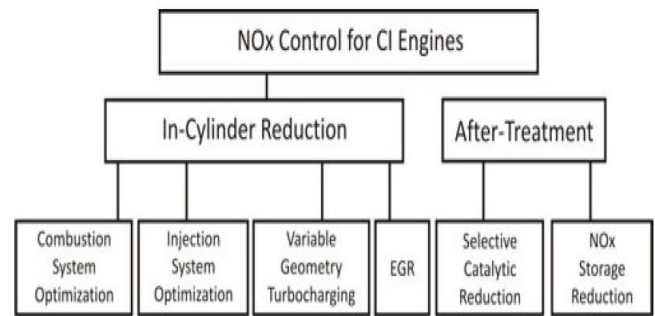 NOx Control for CI Engines
In-Cylinder Reduction
After-Treatment
Combustion
System
Optimization
Injection
System
Optimization
Variable
Geometry
Turbocharging
EGR
Selective
Catalytic
Reduction
NOx
Storage
Reduction